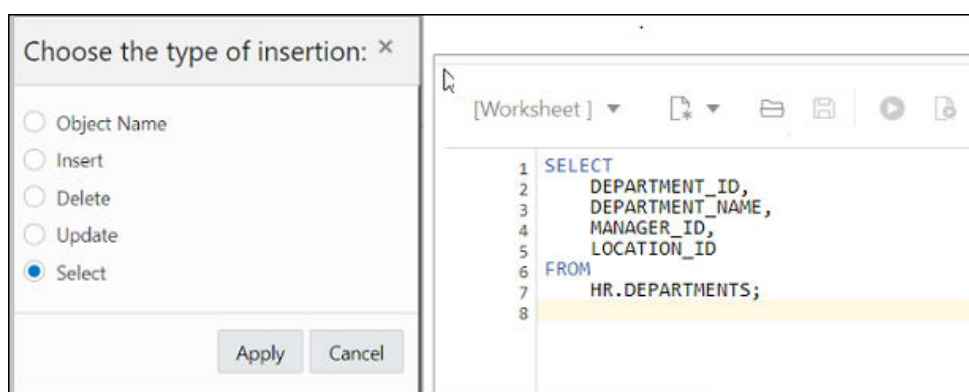 Choose the type of insertion: ×
Object Name
Insert
Delete
Update
Select
Apply Cancel
[Worksheet ]
1 SELECT
2 DEPARTMENT_ID,
3 DEPARTMENT_NAME,
4 MANAGER_ID,
5 LOCATION_ID
6 FROM
7 HR.DEPARTMENTS;
8